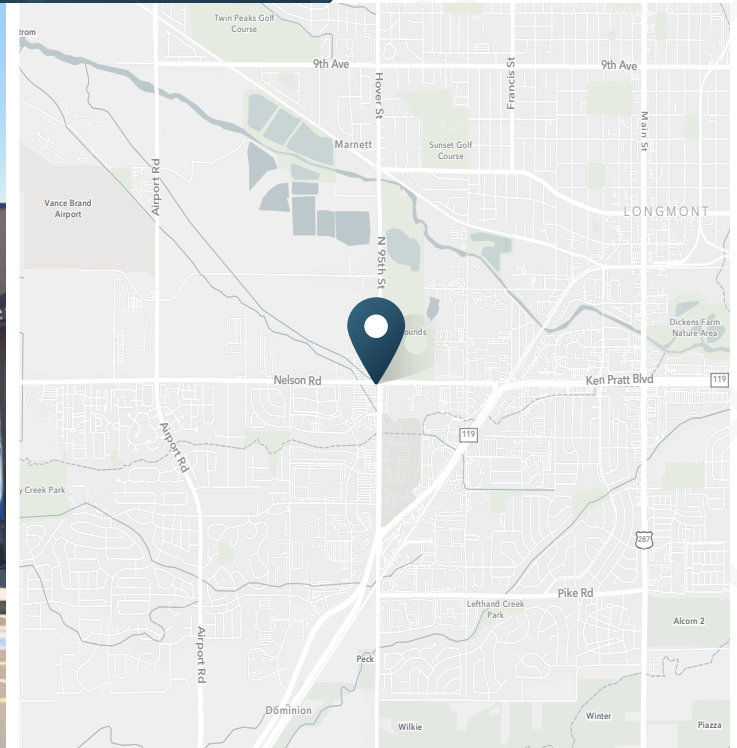 Twin Peaks Golf
Course
trom
9th Ave
9th Ave
Hover St
Francis St
Main St
Marnett
Sunset Golf
Course
Airport Rd
Vance Brand
Airport
LONGMONT
N 95th St
ounds
Dickens Farm
Nature Area
Nelson Rd
Ken Pratt Blvd
119
119
Airport Rd
y Creek Park
287
Pike Rd
Lefthand Creek
Park
Alcorn 2
Airport Rd
Peck
Dominion
Winter
Wilkie
Piazza